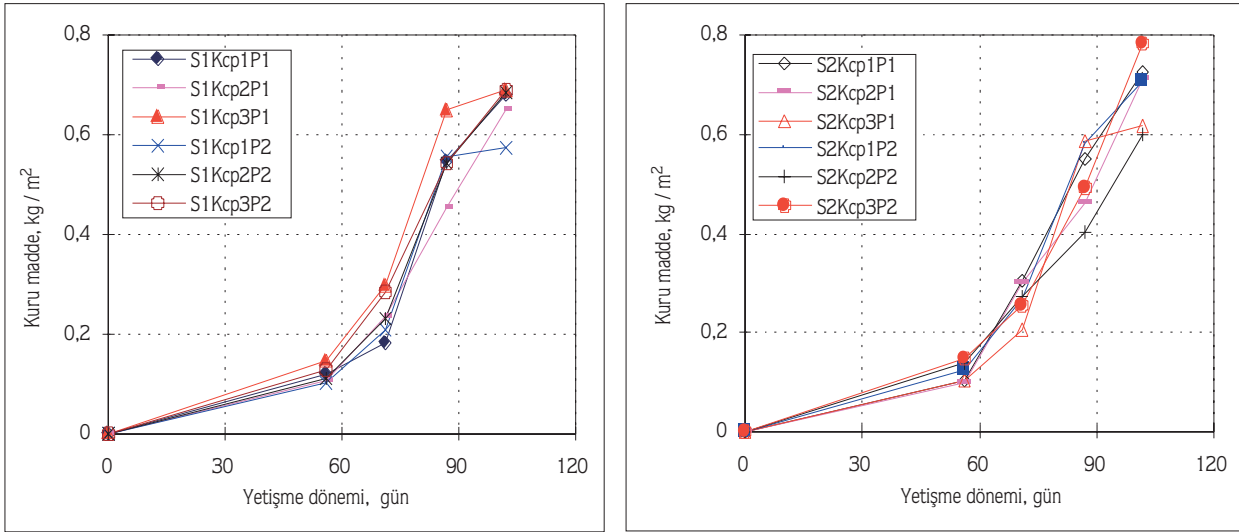 Kuru madde, kg / m²
0,8
0,6
0,4
0,2
0
S1Kcp1P1
S1Kcp2P1
S1Kcp3P1
S1Kcp1P2
S1Kcp2P2
S1Kcp3P2
0 30 60 90 120
Yetişme dönemi, gün
Kuru madde, kg / m²
0,8
0,6
0,4
0,2
0
S2Kcp1P1
S2Kcp2P1
S2Kcp3P1
S2Kcp1P2
S2Kcp2P2
S2Kcp3P2
0 30 60 90 120
Yetişme dönemi, gün